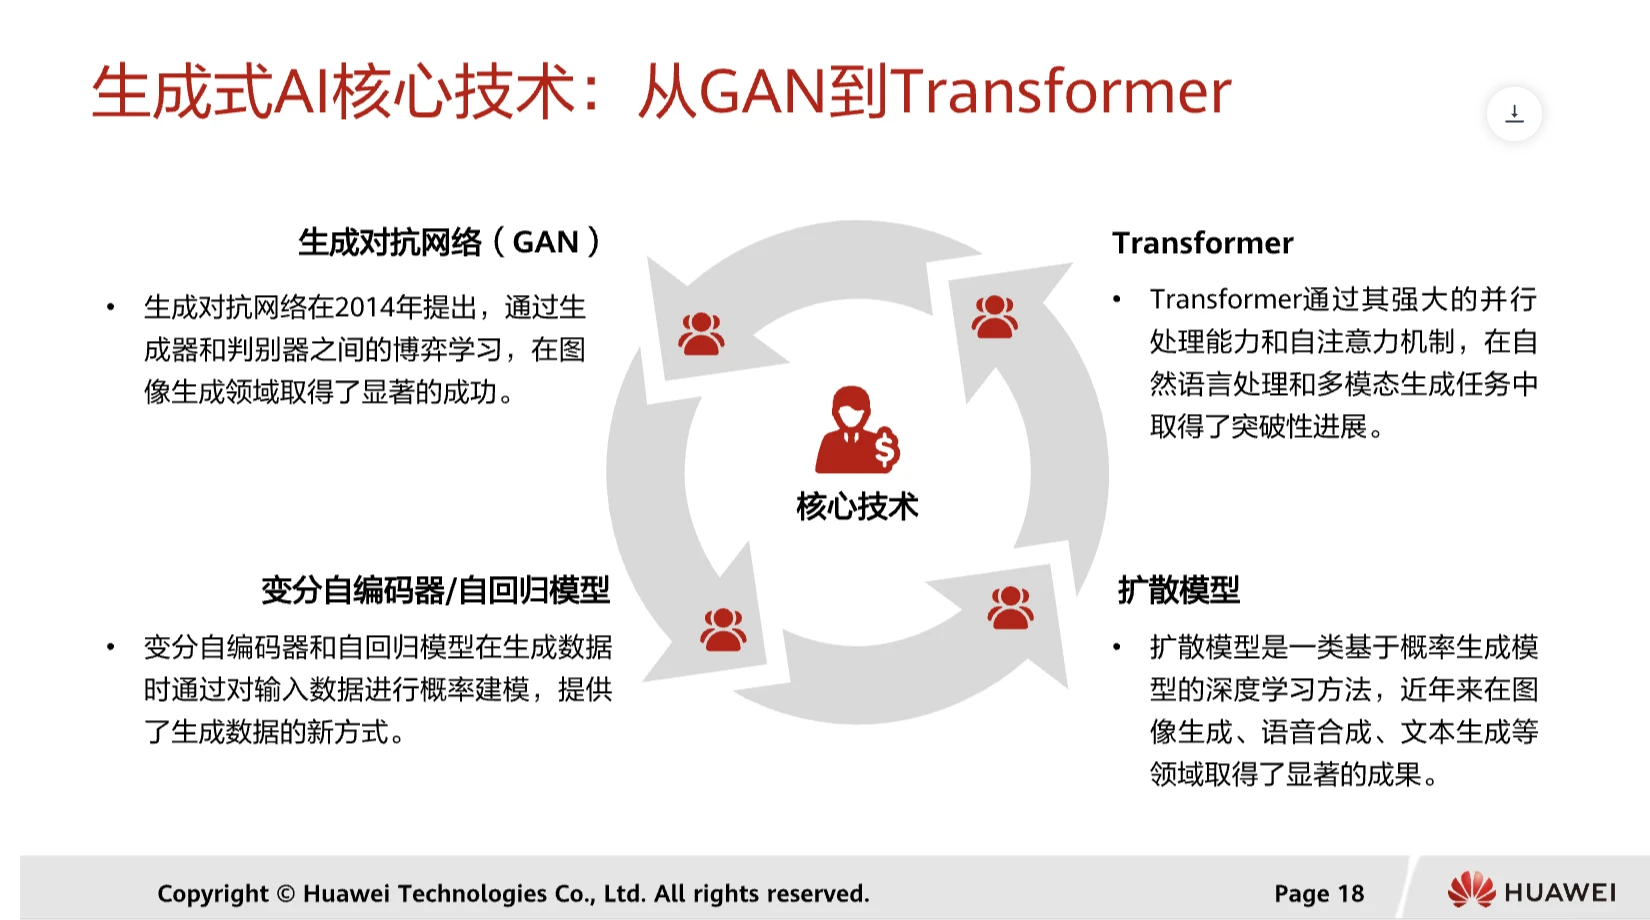 生成式AI核心技术：从GAN到Transformer
生成对抗网络（GAN）
• 生成对抗网络在2014年提出，通过生
成器和判别器之间的博弈学习，在图
像生成领域取得了显著的成功。
Transformer
• Transformer通过其强大的并行
处理能力和自注意力机制，在自
然语言处理和多模态生成任务中
取得了突破性进展。
核心技术
变分自编码器/自回归模型
• 变分自编码器和自回归模型在生成数据
时通过对输入数据进行概率建模，提供
了生成数据的新方式。
扩散模型
• 扩散模型是一类基于概率生成模
型的深度学习方法，近年来在图
像生成、语音合成、文本生成等
领域取得了显著的成果。
Copyright © Huawei Technologies Co., Ltd. All rights reserved.
Page 18
HUAWEI